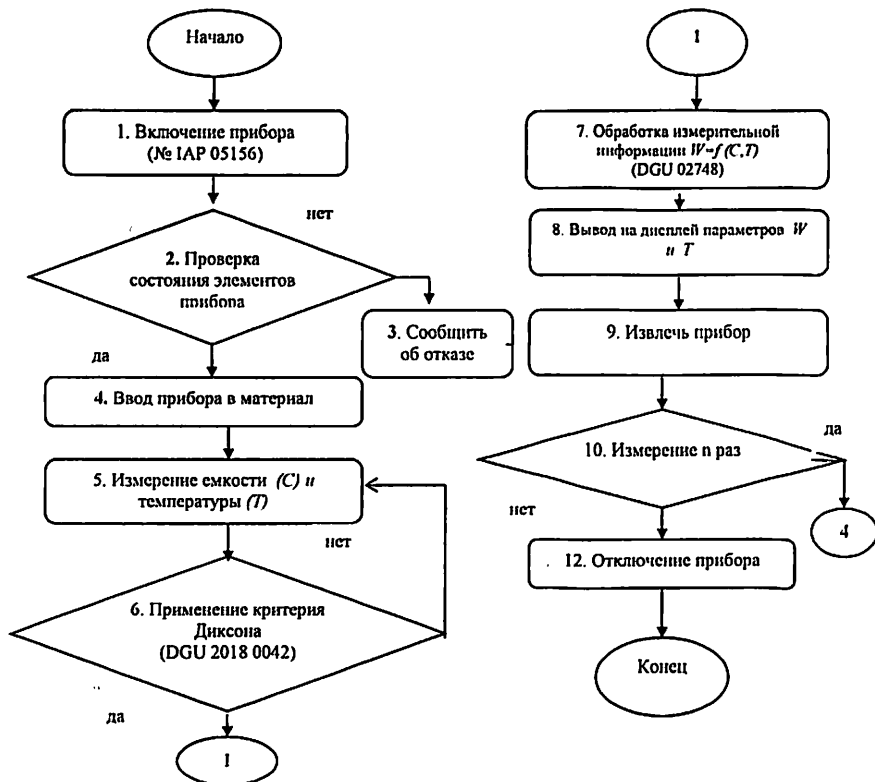 Начало
1. Включение прибора
(№ IAP 05156)
нет
2. Проверка
состояния элементов
прибора
3. Сообщить
об отказе
да
4. Ввод прибора в материал
5. Измерение емкости (C) и
температуры (T)
нет
6. Применение критерия
Диксона
(DGU 2018 0042)
да
1
1
7. Обработка измерительной
информации W=f (C,T)
(DGU 02748)
8. Вывод на дисплей параметров W
и T
9. Извлечь прибор
10. Измерение n раз
да
нет
4
12. Отключение прибора
Конец